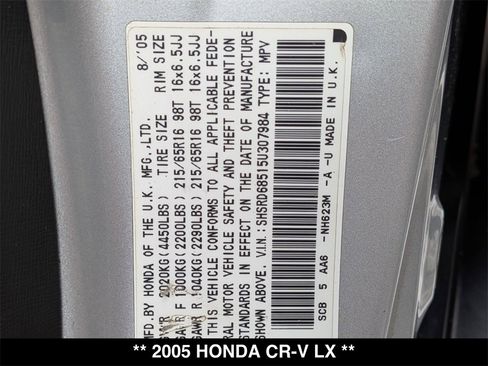 MFD.BY HONDA OF THE U.K. MFG.,LTD. 8/'05
GVWR 2020KG(4450LBS) TIRE SIZE RIM SIZE
GAWR F 1000KG(2200LBS) 215/65R16 98T 16x6.5JJ
GAWR R 1040KG(2290LBS) 215/65R16 98T 16x6.5JJ
THIS VEHICLE CONFORMS TO ALL APPLICABLE FEDE-
RAL MOTOR VEHICLE SAFETY AND THEFT PREVENTION
STANDARDS IN EFFECT ON THE DATE OF MANUFACTURE
SHOWN ABOVE. V.I.N.: SHSRD68515U307984 TYPE: MPV
SCB 5 AA6 -NH623M -A -U MADE IN U.K.
** 2005 HONDA CR-V LX **